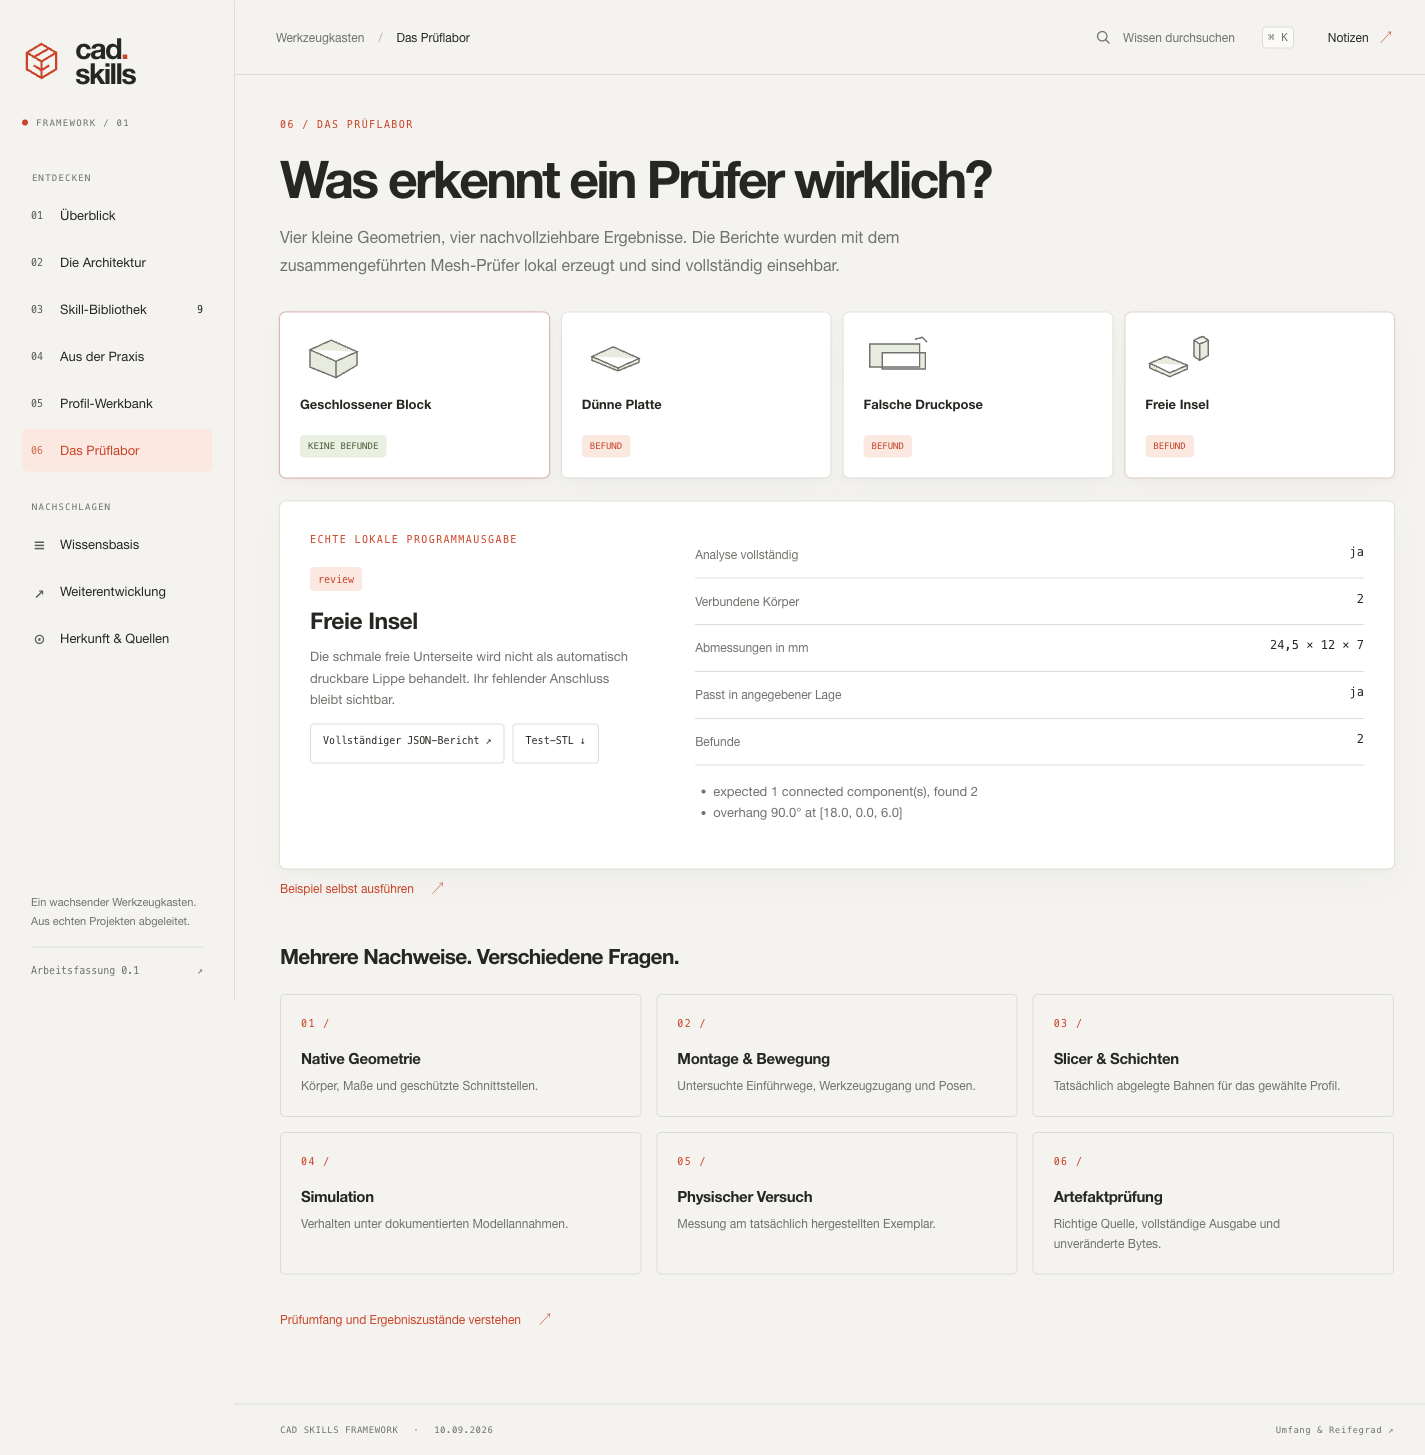 cad.
skills
FRAMEWORK / 01
ENTDECKEN
01 Überblick
02 Die Architektur
03 Skill-Bibliothek 9
04 Aus der Praxis
05 Profil-Werkbank
06 Das Prüflabor
NACHSCHLAGEN
Wissensbasis
Weiterentwicklung
Herkunft & Quellen
Ein wachsender Werkzeugkasten.
Aus echten Projekten abgeleitet.
Arbeitsfassung 0.1 ↗
Werkzeugkasten / Das Prüflabor
Wissen durchsuchen ⌘ K Notizen ↗
06 / DAS PRÜFLABOR
Was erkennt ein Prüfer wirklich?
Vier kleine Geometrien, vier nachvollziehbare Ergebnisse. Die Berichte wurden mit dem
zusammengeführten Mesh-Prüfer lokal erzeugt und sind vollständig einsehbar.
Geschlossener Block
KEINE BEFUNDE
Dünne Platte
BEFUND
Falsche Druckpose
BEFUND
Freie Insel
BEFUND
ECHTE LOKALE PROGRAMMAUSGABE
review
Freie Insel
Die schmale freie Unterseite wird nicht als automatisch
druckbare Lippe behandelt. Ihr fehlender Anschluss
bleibt sichtbar.
Vollständiger JSON-Bericht ↗ Test-STL ↓
Analyse vollständig ja
Verbundene Körper 2
Abmessungen in mm 24,5 × 12 × 7
Passt in angegebener Lage ja
Befunde 2
• expected 1 connected component(s), found 2
• overhang 90.0° at [18.0, 0.0, 6.0]
Beispiel selbst ausführen ↗
Mehrere Nachweise. Verschiedene Fragen.
01 /
Native Geometrie
Körper, Maße und geschützte Schnittstellen.
02 /
Montage & Bewegung
Untersuchte Einführwege, Werkzeugzugang und Posen.
03 /
Slicer & Schichten
Tatsächlich abgelegte Bahnen für das gewählte Profil.
04 /
Simulation
Verhalten unter dokumentierten Modellannahmen.
05 /
Physischer Versuch
Messung am tatsächlich hergestellten Exemplar.
06 /
Artefaktprüfung
Richtige Quelle, vollständige Ausgabe und
unveränderte Bytes.
Prüfumfang und Ergebniszustände verstehen ↗
CAD SKILLS FRAMEWORK · 10.09.2026
Umfang & Reifegrad ↗